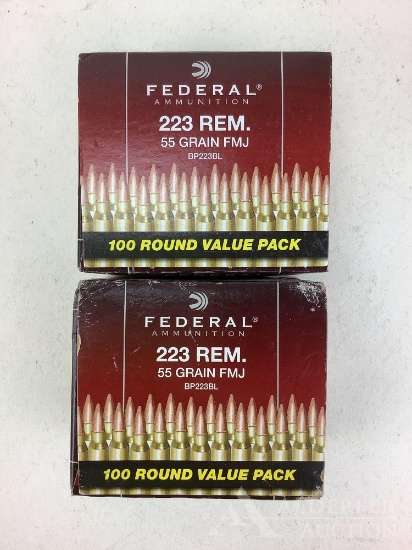 FEDERAL®
AMMUNITION
223 REM.
55 GRAIN FMJ
BP223BL
100 ROUND VALUE PACK
FEDERAL®
AMMUNITION
223 REM.
55 GRAIN FMJ
BP223BL
100 ROUND VALUE PACK
AUCTION